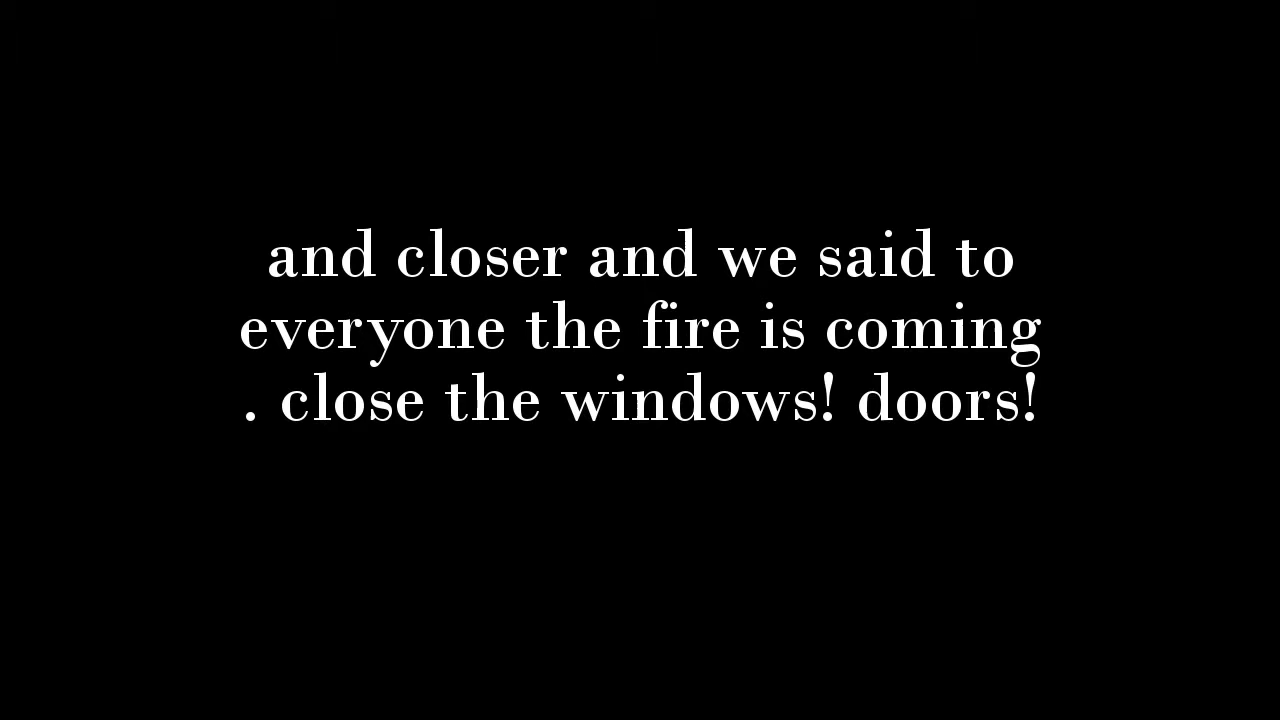 and closer and we said to
everyone the fire is coming
. close the windows! doors!